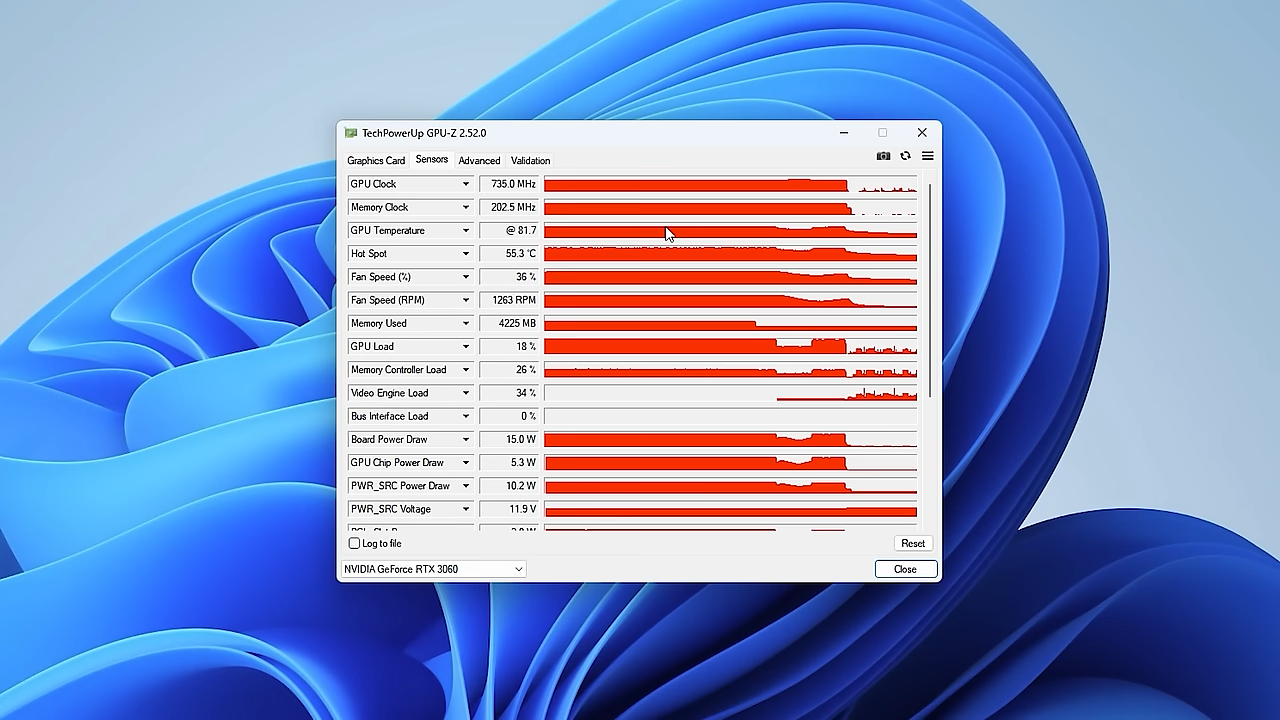 TechPowerUp GPU-Z 2.52.0
Graphics Card Sensors Advanced Validation
GPU Clock 735.0 MHz
Memory Clock 202.5 MHz
GPU Temperature @ 81.7
Hot Spot 55.3 °C
Fan Speed (%) 36 %
Fan Speed (RPM) 1263 RPM
Memory Used 4225 MB
GPU Load 18 %
Memory Controller Load 26 %
Video Engine Load 34 %
Bus Interface Load 0 %
Board Power Draw 15.0 W
GPU Chip Power Draw 5.3 W
PWR_SRC Power Draw 10.2 W
PWR_SRC Voltage 11.9 V
Log to file Reset
NVIDIA GeForce RTX 3060 Close